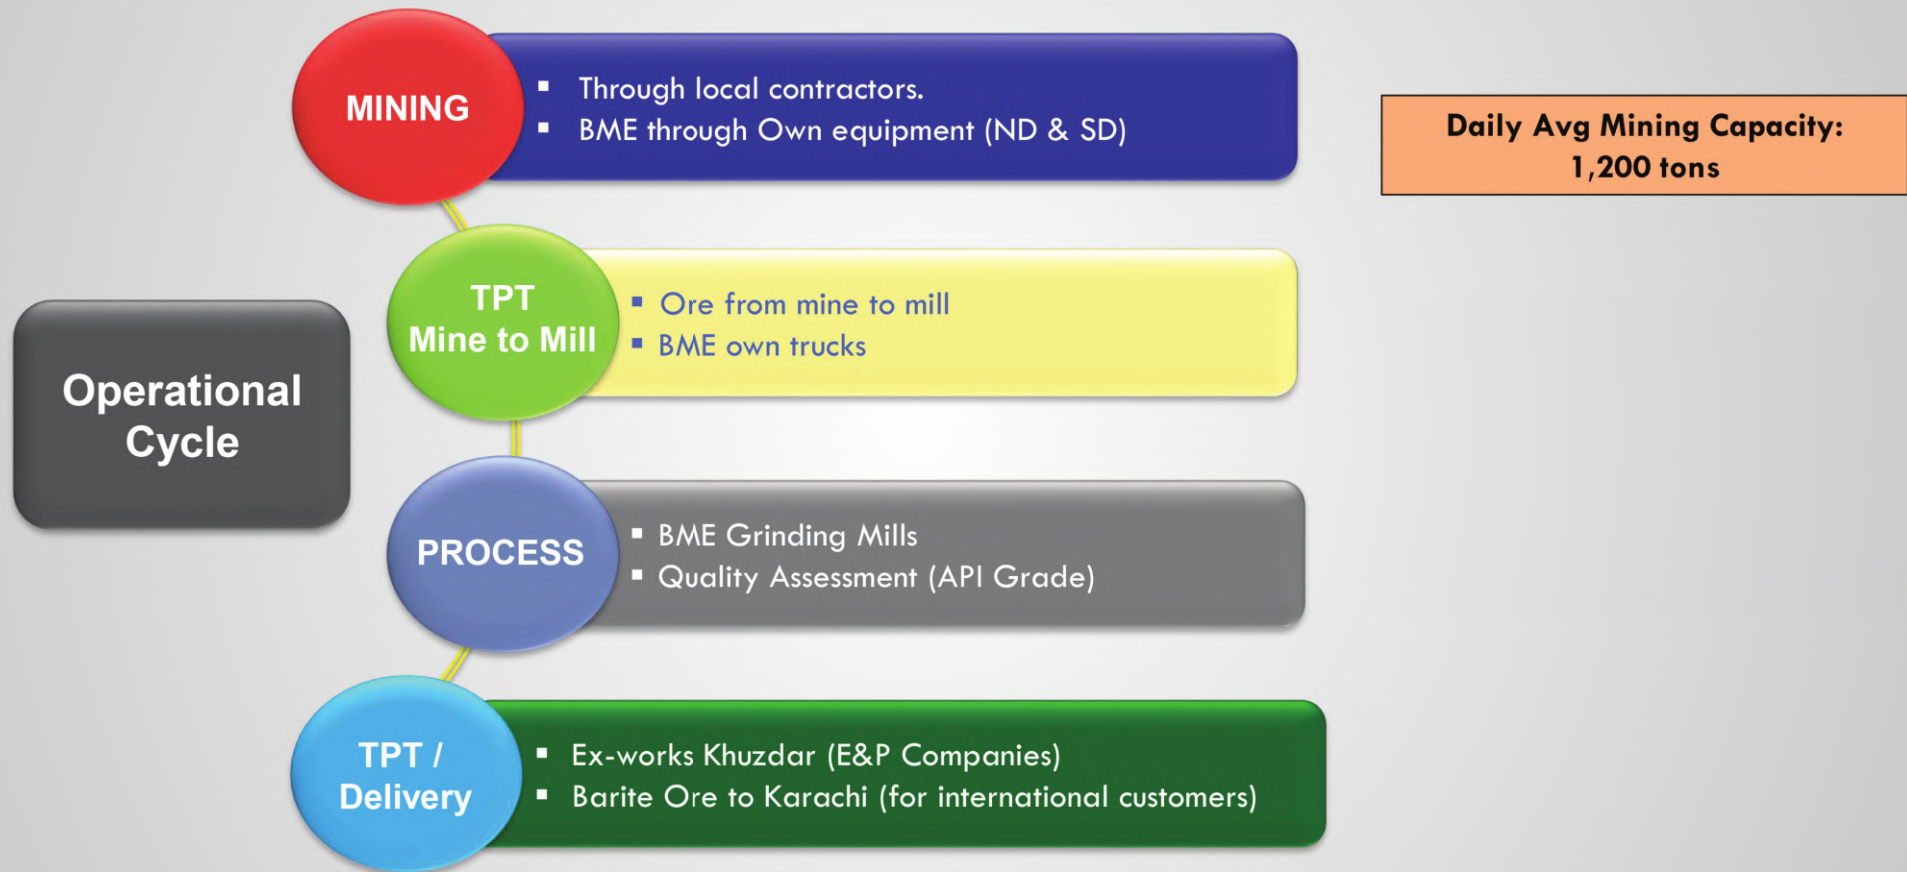 MINING
▪ Through local contractors.
▪ BME through Own equipment (ND & SD)
Daily Avg Mining Capacity:
1,200 tons
TPT
Mine to Mill
▪ Ore from mine to mill
▪ BME own trucks
Operational
Cycle
PROCESS
▪ BME Grinding Mills
▪ Quality Assessment (API Grade)
TPT /
Delivery
▪ Ex-works Khuzdar (E&P Companies)
▪ Barite Ore to Karachi (for international customers)